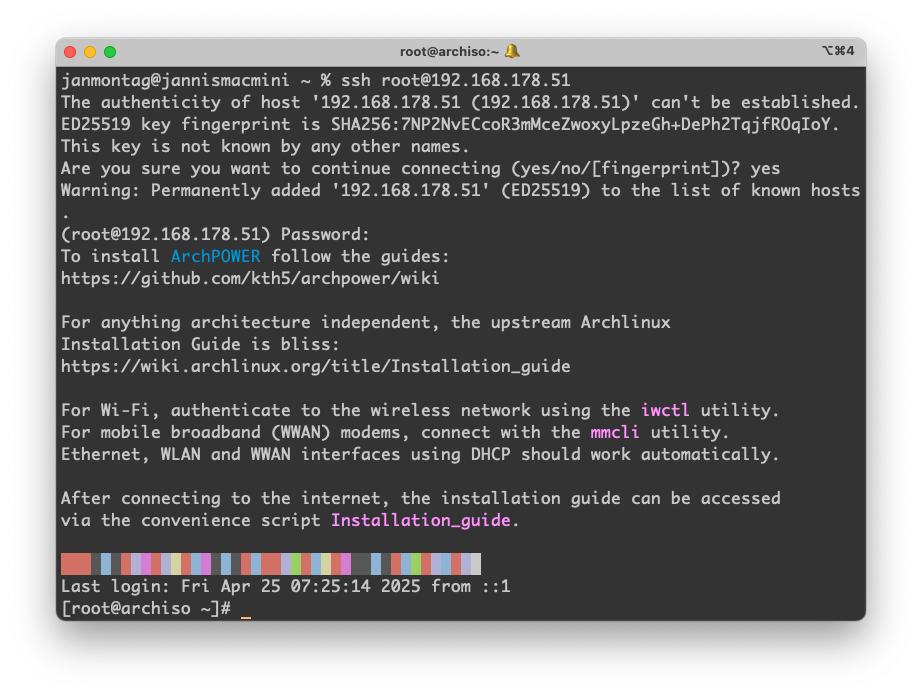 root@archiso:~ 🔔
⌥⌘4
janmontag@jannismacmini ~ % ssh root@192.168.178.51
The authenticity of host '192.168.178.51 (192.168.178.51)' can't be established.
ED25519 key fingerprint is SHA256:7NP2NvECcoR3mMceZwoxyLpzeGh+DePh2TqjfROqIoY.
This key is not known by any other names.
Are you sure you want to continue connecting (yes/no/[fingerprint])? yes
Warning: Permanently added '192.168.178.51' (ED25519) to the list of known hosts
.
(root@192.168.178.51) Password:
To install ArchPOWER follow the guides:
https://github.com/kth5/archpower/wiki
For anything architecture independent, the upstream Archlinux
Installation Guide is bliss:
https://wiki.archlinux.org/title/Installation_guide
For Wi-Fi, authenticate to the wireless network using the iwctl utility.
For mobile broadband (WWAN) modems, connect with the mmcli utility.
Ethernet, WLAN and WWAN interfaces using DHCP should work automatically.
After connecting to the internet, the installation guide can be accessed
via the convenience script Installation_guide.
Last login: Fri Apr 25 07:25:14 2025 from ::1
[root@archiso ~]# _